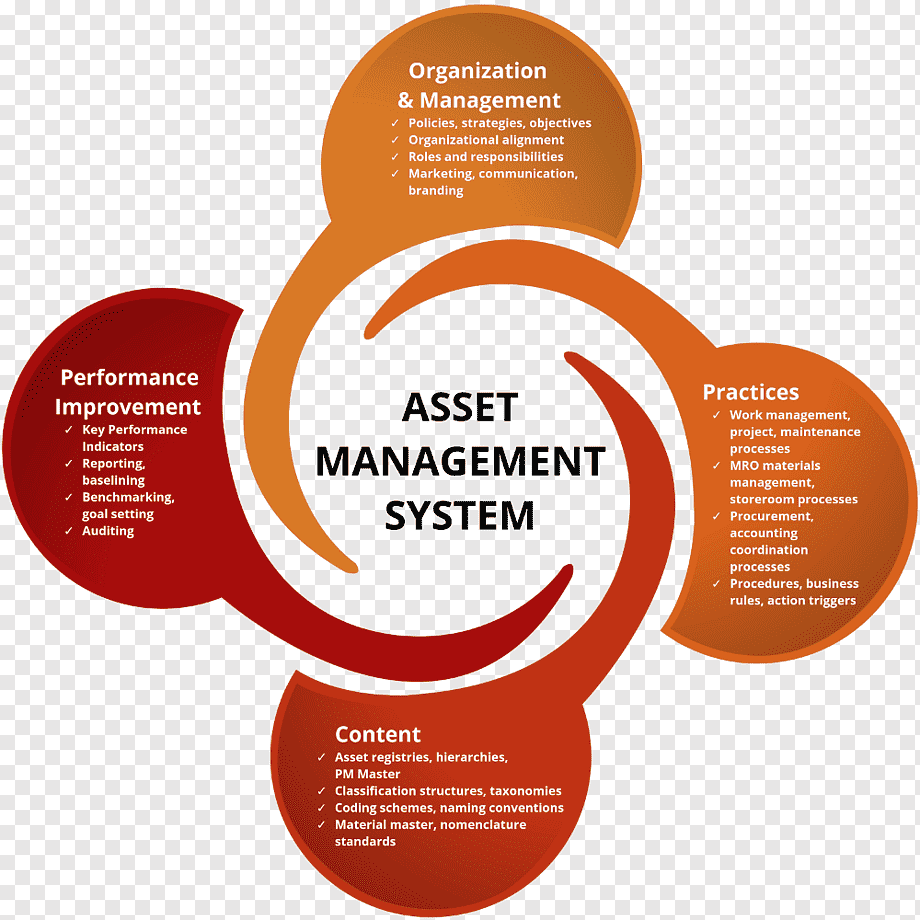 Organization
& Management
✓ Policies, strategies, objectives
✓ Organizational alignment
✓ Roles and responsibilities
✓ Marketing, communication,
branding
Performance
Improvement
✓ Key Performance
Indicators
✓ Reporting,
baselining
✓ Benchmarking,
goal setting
✓ Auditing
ASSET
MANAGEMENT
SYSTEM
Practices
✓ Work management,
project, maintenance
processes
✓ MRO materials
management,
storeroom processes
✓ Procurement,
accounting
coordination
processes
✓ Procedures, business
rules, action triggers
Content
✓ Asset registries, hierarchies,
PM Master
✓ Classification structures, taxonomies
✓ Coding schemes, naming conventions
✓ Material master, nomenclature
standards